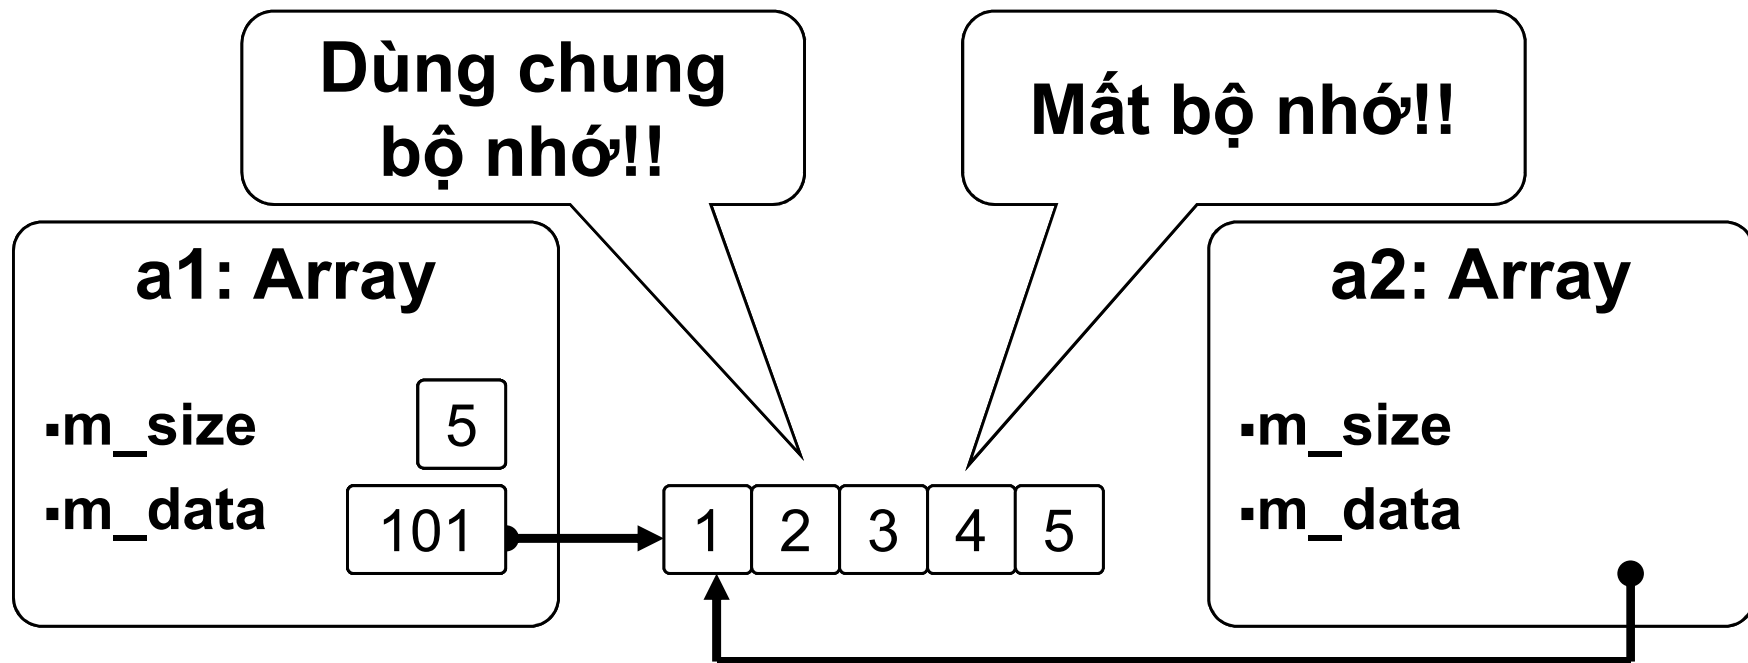 Dùng chung
bộ nhớ!!
Mất bộ nhớ!!
a1: Array
▪m_size 5
▪m_data 101
1 2 3 4 5
a2: Array
▪m_size
▪m_data